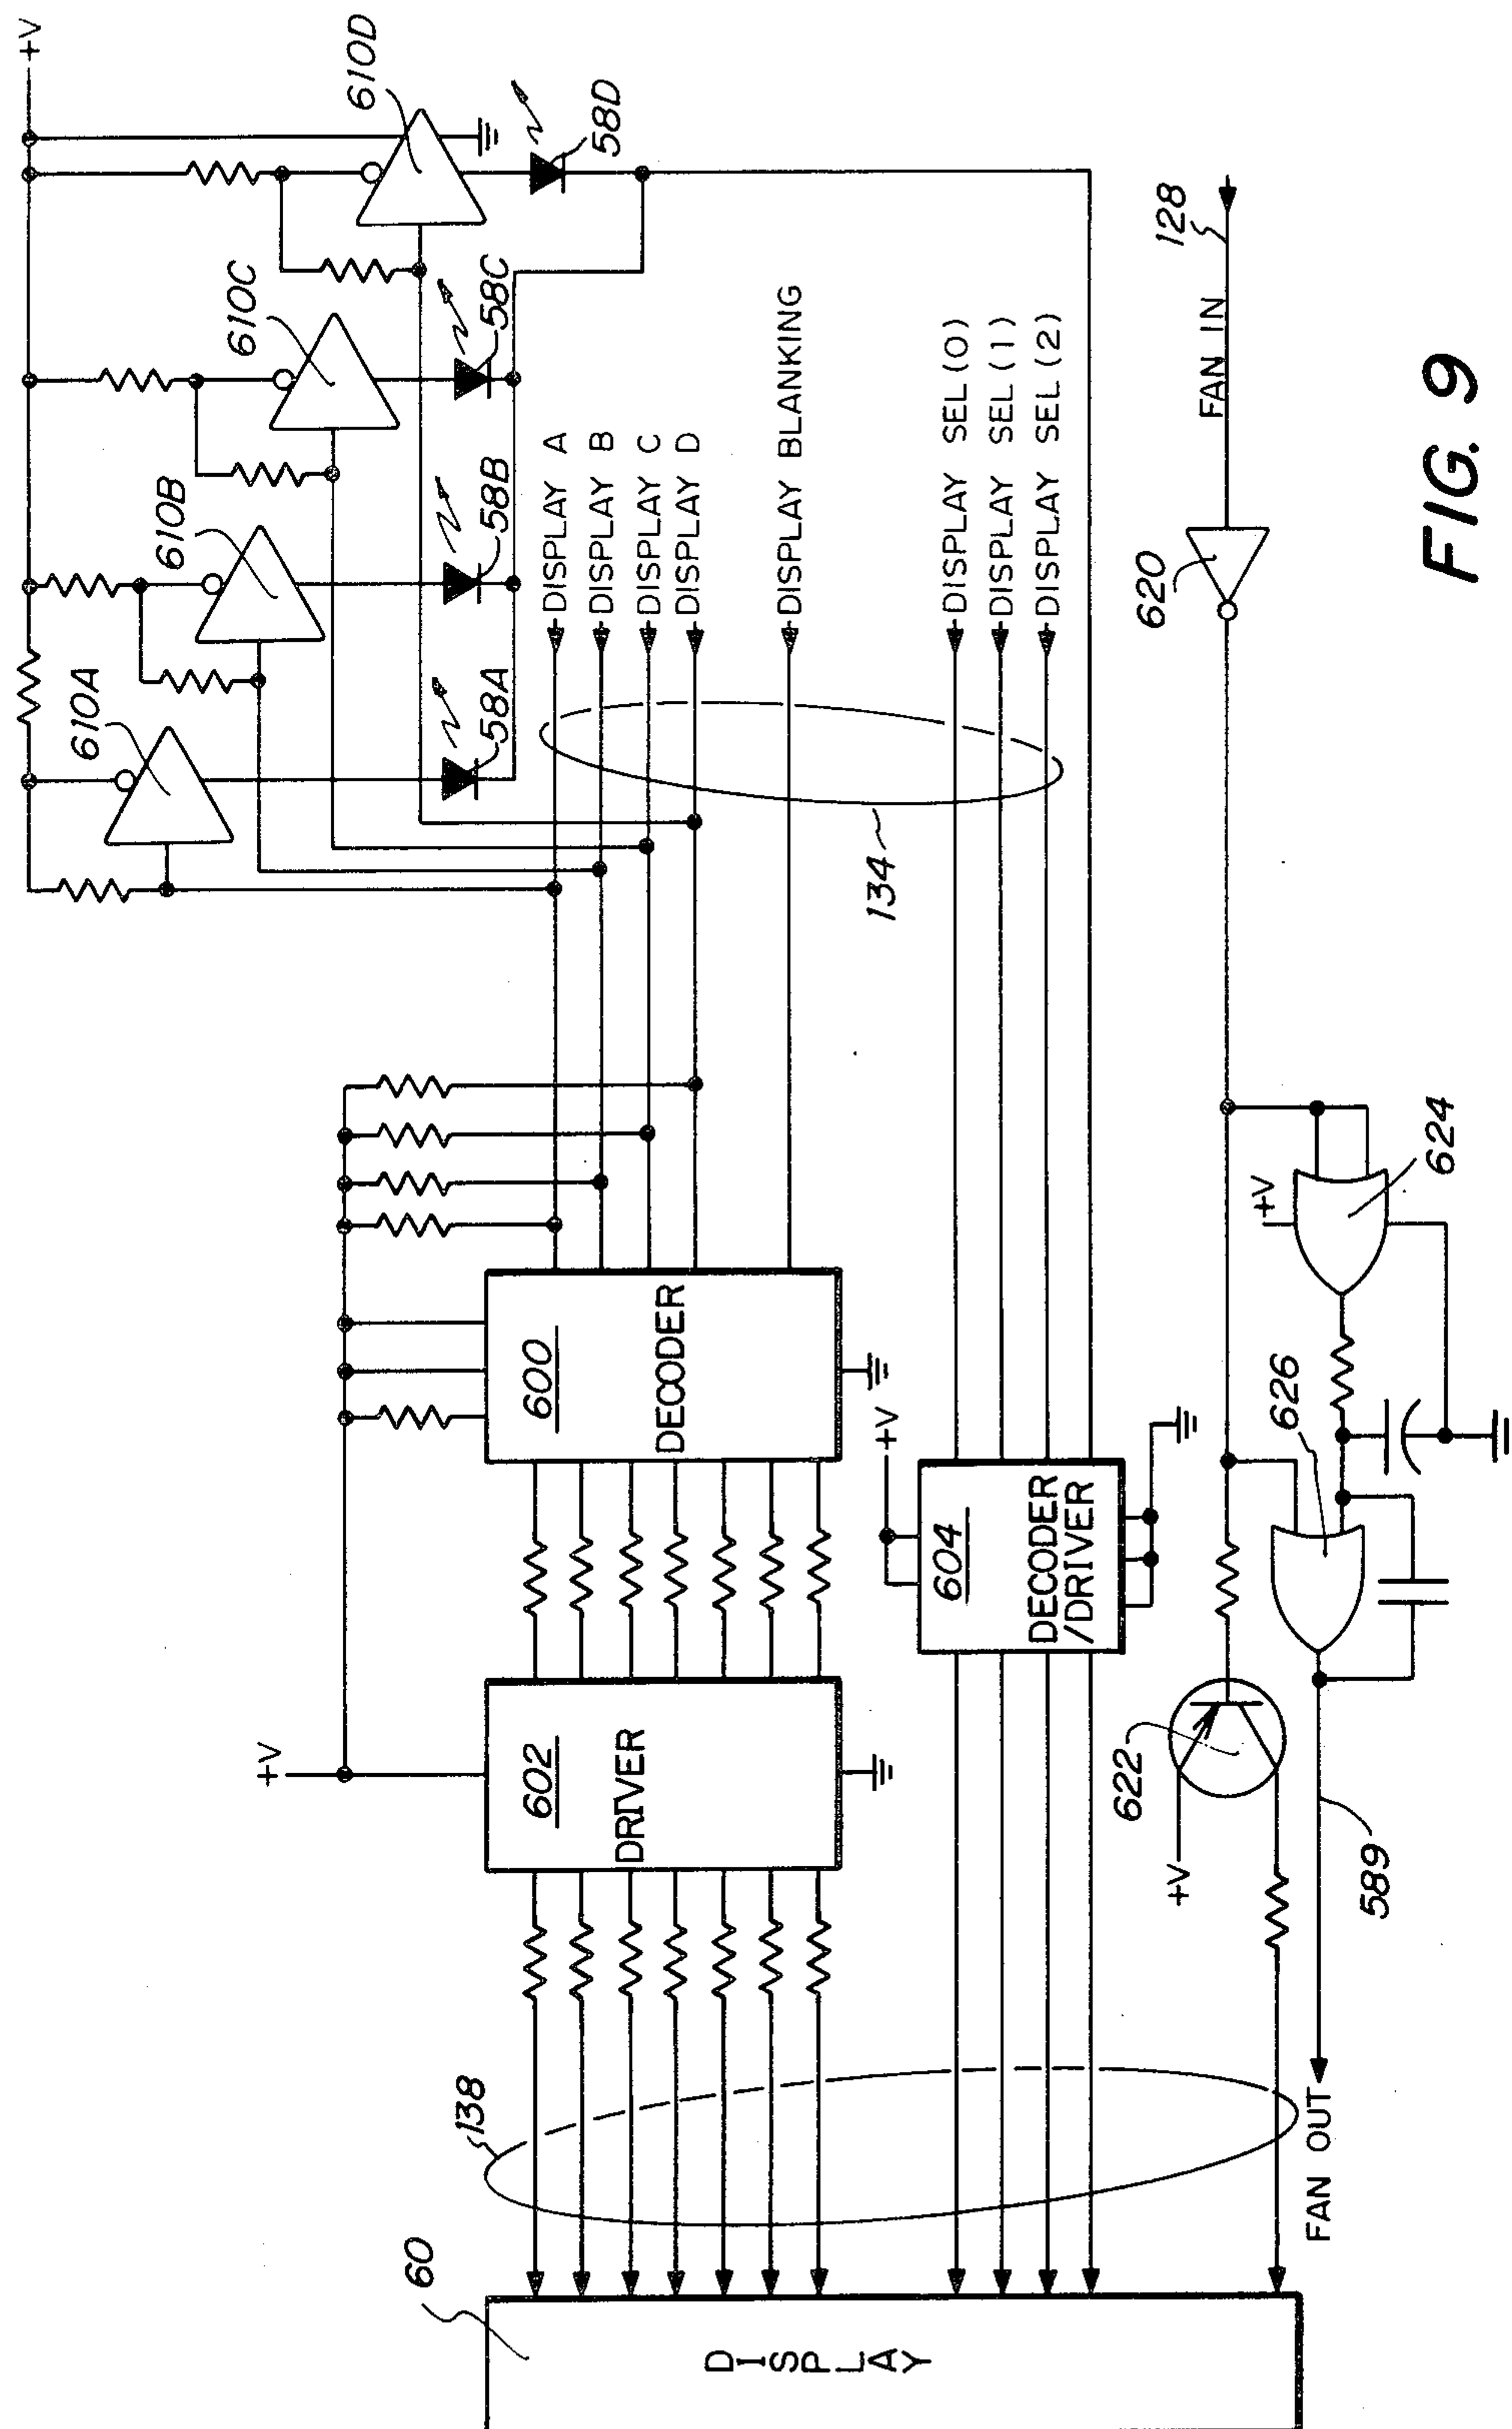 +V
610A
610B
610C
610D
58A
58B
58C
58D
DISPLAY A
DISPLAY B
DISPLAY C
DISPLAY D
DISPLAY BLANKING
134
DISPLAY SEL (0)
DISPLAY SEL (1)
DISPLAY SEL (2)
+V
602
DRIVER
600
DECODER
138
60
DISPLAY
+V
604
DECODER
/DRIVER
620
FAN IN
128
622
+V
626
+V
624
589
FAN OUT
FIG. 9